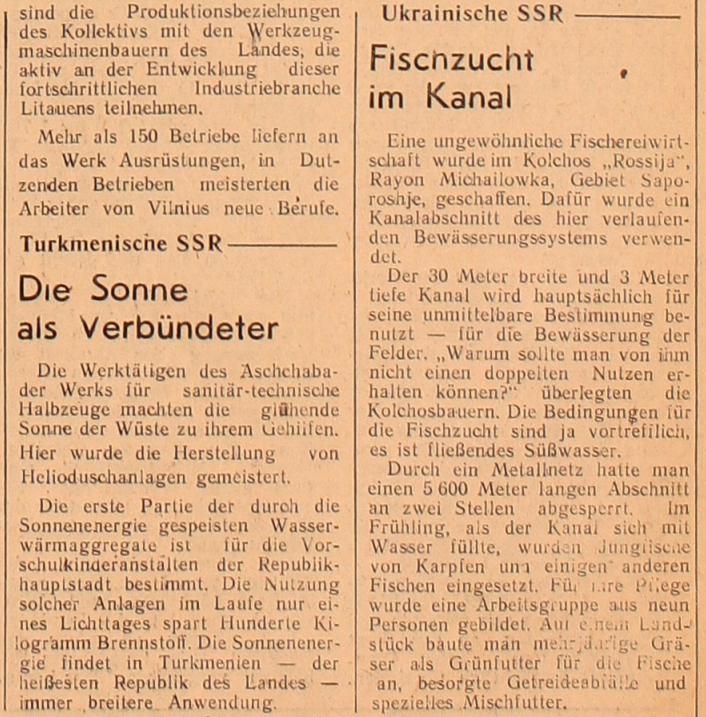 sind die Produktionsbeziehungen
des Kollektivs mit den Werkzeug-
maschinenbauern des Landes, die
aktiv an der Entwicklung dieser
fortschrittlichen Industriebranche
Litauens teilnehmen.
Mehr als 150 Betriebe liefern an
das Werk Ausrüstungen, in Dut-
zenden Betrieben meisterten die
Arbeiter von Vilnius neue Berufe.
Turkmenische SSR
Die Sonne
als Verbündeter
Die Werktätigen des Aschchaba-
der Werks für sanitär-technische
Halbzeuge machten die glühende
Sonne der Wüste zu ihrem Gehilfen.
Hier wurde die Herstellung von
Helioduschanlagen gemeistert.
Die erste Partie der durch die
Sonnenenergie gespeisten Wasser-
wärmaggregate ist für die Vor-
schulkinderanstalten der Republik-
hauptstadt bestimmt. Die Nutzung
solcher Anlagen im Laufe nur ei-
nes Lichttages spart Hunderte Ki-
logramm Brennstoff. Die Sonnenener-
gie findet in Turkmenien — der
heißesten Republik des Landes —
immer breitere Anwendung.
Ukrainische SSR
Fischzucht
im Kanal
Eine ungewöhnliche Fischereiwirt-
schaft wurde im Kolchos „Rossija“,
Rayon Michailowka, Gebiet Sapo-
roshje, geschaffen. Dafür wurde ein
Kanalabschnitt des hier verlaufen-
den Bewässerungssystems verwen-
det.
Der 30 Meter breite und 3 Meter
tiefe Kanal wird hauptsächlich für
seine unmittelbare Bestimmung be-
nutzt — für die Bewässerung der
Felder. „Warum sollte man von ihm
nicht einen doppelten Nutzen er-
halten können?“ überlegten die
Kolchosbauern. Die Bedingungen für
die Fischzucht sind ja vortrefflich,
es ist fließendes Süßwasser.
Durch ein Metallnetz hatte man
einen 5 600 Meter langen Abschnitt
an zwei Stellen abgesperrt. Im
Frühling, als der Kanal sich mit
Wasser füllte, wurden Jungfische
von Karpfen und einigen anderen
Fischen eingesetzt. Für ihre Pflege
wurde eine Arbeitsgruppe aus neun
Personen gebildet. Auf einem Land-
stück baute man mehrjährige Grä-
ser als Grünfutter für die Fische
an, besorgte Getreideabfälle und
spezielles Mischfutter.